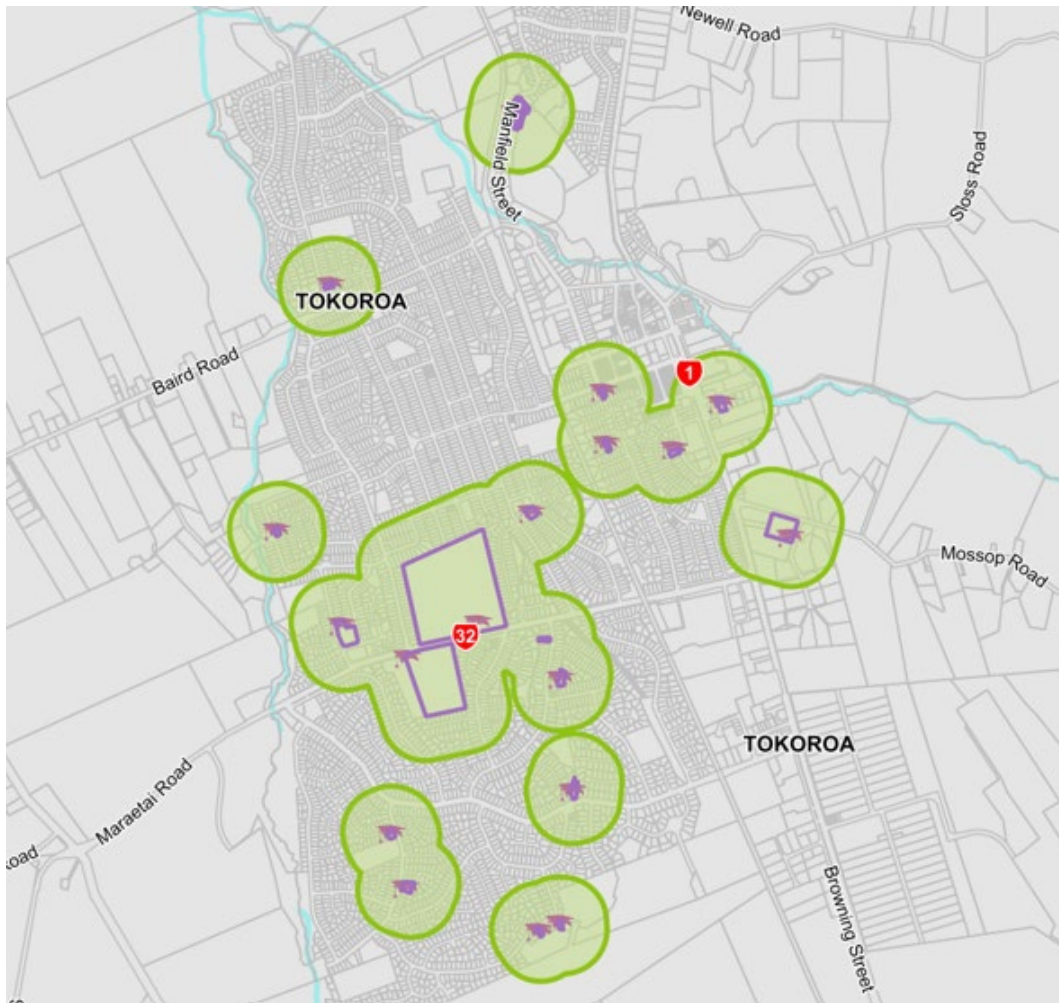 Newell Road
Manfield Street
Sloss Road
TOKOROA
Baird Road
1
Mossop Road
32
TOKOROA
Maraetai Road
Road
Browning Street